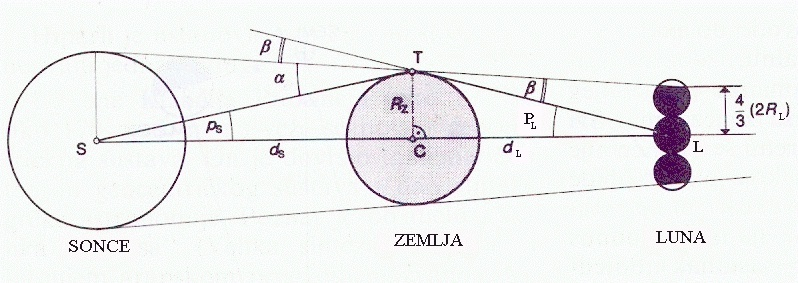 β
α
T
β
R_Z
4/3 (2R_L)
p_S
P_L
S
d_S
C
d_L
L
SONCE
ZEMLJA
LUNA